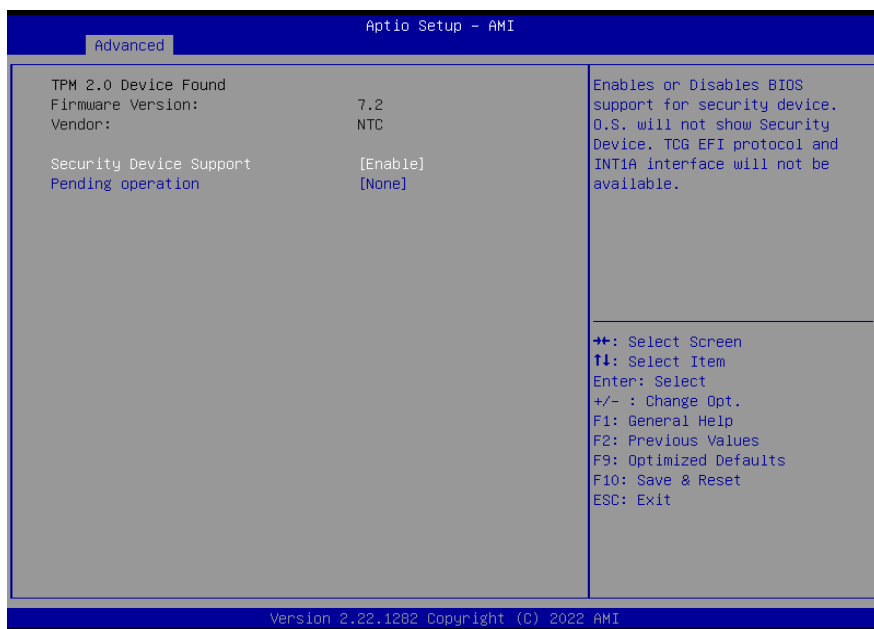 Aptio Setup – AMI
Advanced
TPM 2.0 Device Found
Firmware Version: 7.2
Vendor: NTC
Security Device Support [Enable]
Pending operation [None]
Enables or Disables BIOS
support for security device.
O.S. will not show Security
Device. TCG EFI protocol and
INT1A interface will not be
available.
→←: Select Screen
↑↓: Select Item
Enter: Select
+/- : Change Opt.
F1: General Help
F2: Previous Values
F9: Optimized Defaults
F10: Save & Reset
ESC: Exit
Version 2.22.1282 Copyright (C) 2022 AMI